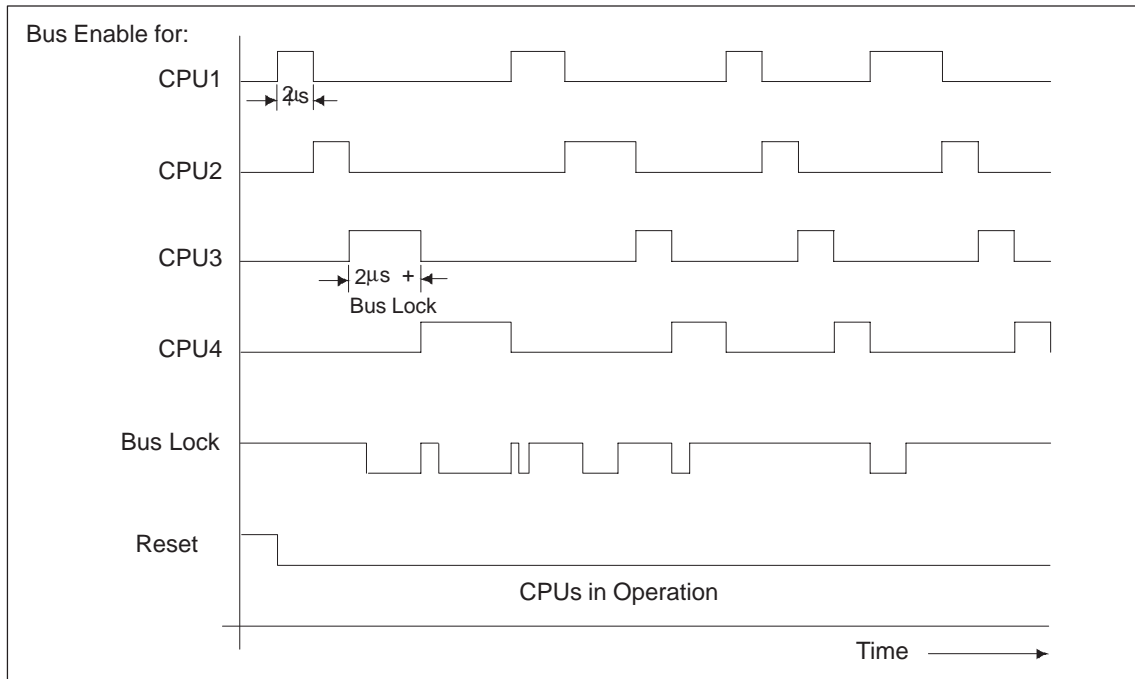 Bus Enable for:
CPU1
2μs
CPU2
CPU3
2μs +
Bus Lock
CPU4
Bus Lock
Reset
CPUs in Operation
Time